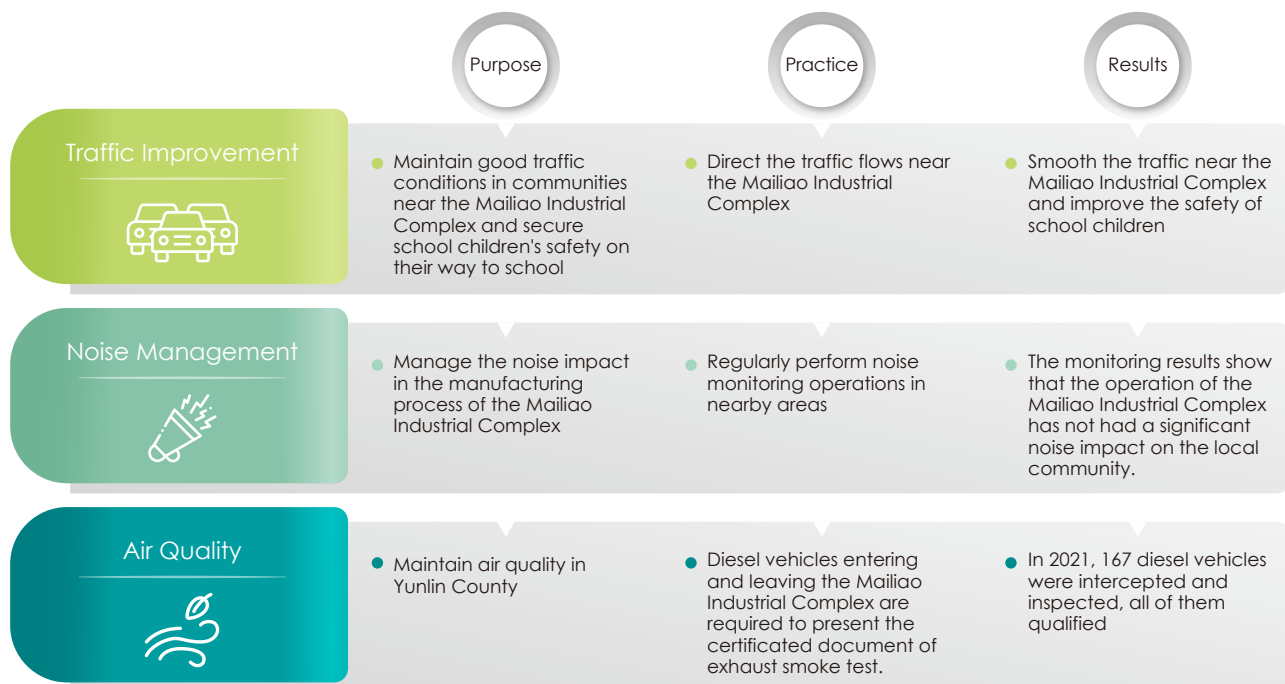 Purpose
Practice
Results
Traffic Improvement
Maintain good traffic
conditions in communities
near the Mailiao Industrial
Complex and secure
school children's safety on
their way to school
Direct the traffic flows near
the Mailiao Industrial
Complex
Smooth the traffic near the
Mailiao Industrial Complex
and improve the safety of
school children
Noise Management
Manage the noise impact
in the manufacturing
process of the Mailiao
Industrial Complex
Regularly perform noise
monitoring operations in
nearby areas
The monitoring results show
that the operation of the
Mailiao Industrial Complex
has not had a significant
noise impact on the local
community.
Air Quality
Maintain air quality in
Yunlin County
Diesel vehicles entering
and leaving the Mailiao
Industrial Complex are
required to present the
certificated document of
exhaust smoke test.
In 2021, 167 diesel vehicles
were intercepted and
inspected, all of them
qualified